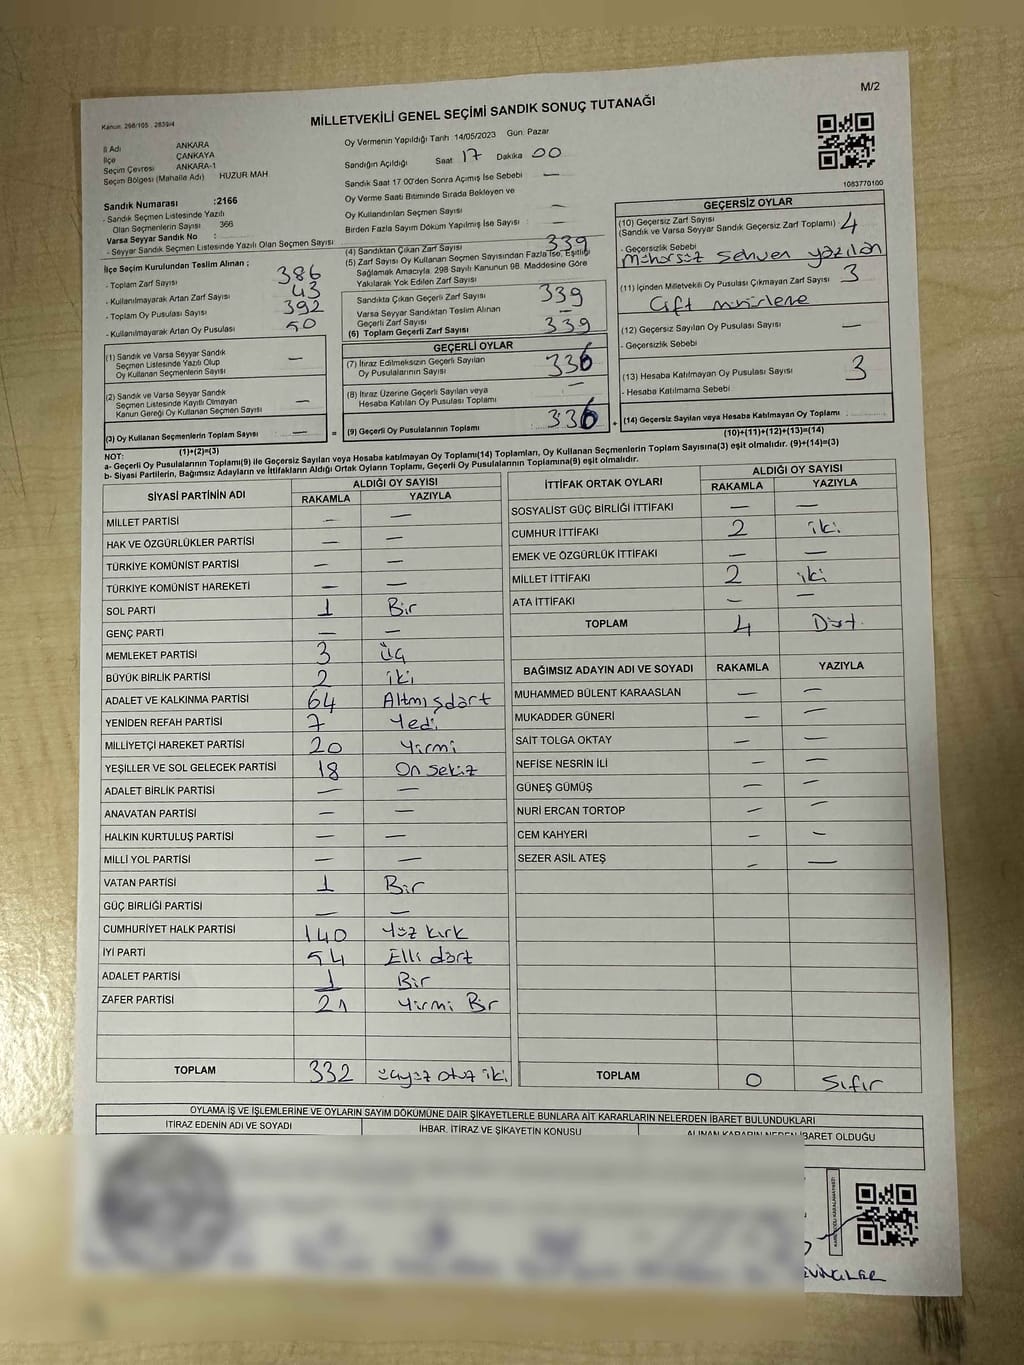 M/2
MİLLETVEKİLİ GENEL SEÇİMİ SANDIK SONUÇ TUTANAĞI
Kanun: 298/105 , 2839/4
İl Adı ANKARA
İlçe ÇANKAYA
Seçim Çevresi ANKARA-1
Seçim Bölgesi (Mahalle Adı) HUZUR MAH
Sandık Numarası :2166
- Sandık Seçmen Listesinde Yazılı
Olan Seçmenlerin Sayısı 366
Varsa Seyyar Sandık No :
- Seyyar Sandık Seçmen Listesinde Yazılı Olan Seçmen Sayısı
Oy Vermenin Yapıldığı Tarih 14/05/2023 Gün: Pazar
Sandığın Açıldığı Saat 17 Dakika 00
Sandık Saat 17 00'den Sonra Açımış İse Sebebi —
Oy Verme Saati Bitiminde Sırada Bekleyen ve
Oy Kullandırılan Seçmen Sayısı —
Birden Fazla Sayım Döküm Yapılmış İse Sayısı : —
1083770100
İlçe Seçim Kurulundan Teslim Alınan ;
- Toplam Zarf Sayısı 386
- Kullanılmayarak Artan Zarf Sayısı 43
- Toplam Oy Pusulası Sayısı 392
- Kullanılmayarak Artan Oy Pusulası 50
(1) Sandık ve Varsa Seyyar Sandık
Seçmen Listesinde Yazılı Olup
Oy Kullanan Seçmenlerin Sayısı —
(2) Sandık ve Varsa Seyyar Sandık
Seçmen Listesinde Kayıtlı Olmayan
Kanun Gereği Oy Kullanan Seçmen Sayısı —
(3) Oy Kullanan Seçmenlerin Toplam Sayısı — =
(1)+(2)=(3)
(4) Sandıktan Çıkan Zarf Sayısı 339
(5) Zarf Sayısı Oy Kullanan Seçmen Sayısından Fazla İse, Eşitliği
Sağlamak Amacıyla, 298 Sayılı Kanunun 98. Maddesine Göre
Yakılarak Yok Edilen Zarf Sayısı
Sandıkta Çıkan Geçerli Zarf Sayısı 339
Varsa Seyyar Sandıktan Teslim Alınan
Geçerli Zarf Sayısı —
(6) Toplam Geçerli Zarf Sayısı 339
GEÇERLİ OYLAR
(7) İtiraz Edilmeksizin Geçerli Sayılan
Oy Pusulalarının Sayısı 336
(8) İtiraz Üzerine Geçerli Sayılan veya
Hesaba Katılan Oy Pusulası Toplamı —
(9) Geçerli Oy Pusulalarının Toplamı 336 +
GEÇERSİZ OYLAR
(10) Geçersiz Zarf Sayısı
(Sandık ve Varsa Seyyar Sandık Geçersiz Zarf Toplamı) 4
- Geçersizlik Sebebi
Mühürsüz sehven yazılan
(11) İçinden Milletvekili Oy Pusulası Çıkmayan Zarf Sayısı 3
(12) Geçersiz Sayılan Oy Pusulası Sayısı —
- Geçersizlik Sebebi
(13) Hesaba Katılmayan Oy Pusulası Sayısı 3
- Hesaba Katılmama Sebebi
(14) Geçersiz Sayılan veya Hesaba Katılmayan Oy Toplamı
(10)+(11)+(12)+(13)=(14)
NOT:
a- Geçerli Oy Pusulalarının Toplamı(9) ile Geçersiz Sayılan veya Hesaba katılmayan Oy Toplamı(14) Toplamları, Oy Kullanan Seçmenlerin Toplam Sayısına(3) eşit olmalıdır. (9)+(14)=(3)
b- Siyasi Partilerin, Bağımsız Adayların ve İttifakların Aldığı Ortak Oyların Toplamı, Geçerli Oy Pusulalarının Toplamına(9) eşit olmalıdır.
SİYASİ PARTİNİN ADI ALDIĞI OY SAYISI
RAKAMLA YAZIYLA
MİLLET PARTİSİ — —
HAK VE ÖZGÜRLÜKLER PARTİSİ — —
TÜRKİYE KOMÜNİST PARTİSİ — —
TÜRKİYE KOMÜNİST HAREKETİ — —
SOL PARTİ 1 Bir
GENÇ PARTİ — —
MEMLEKET PARTİSİ 3 üç
BÜYÜK BİRLİK PARTİSİ 2 iki
ADALET VE KALKINMA PARTİSİ 64 Altmışdört
YENİDEN REFAH PARTİSİ 7 Yedi
MİLLİYETÇİ HAREKET PARTİSİ 20 Yirmi
YEŞİLLER VE SOL GELECEK PARTİSİ 18 On sekiz
ADALET BİRLİK PARTİSİ — —
ANAVATAN PARTİSİ — —
HALKIN KURTULUŞ PARTİSİ — —
MİLLİ YOL PARTİSİ — —
VATAN PARTİSİ 1 Bir
GÜÇ BİRLİĞİ PARTİSİ — —
CUMHURİYET HALK PARTİSİ 140 Yüz kırk
İYİ PARTİ 54 Elli dört
ADALET PARTİSİ 1 Bir
ZAFER PARTİSİ 21 Yirmi Bir
TOPLAM 332 üçyüz otuz iki
İTTİFAK ORTAK OYLARI ALDIĞI OY SAYISI
RAKAMLA YAZIYLA
SOSYALİST GÜÇ BİRLİĞİ İTTİFAKI — —
CUMHUR İTTİFAKI 2 iki
EMEK VE ÖZGÜRLÜK İTTİFAKI — —
MİLLET İTTİFAKI 2 iki
ATA İTTİFAKI — —
TOPLAM 4 Dört
BAĞIMSIZ ADAYIN ADI VE SOYADI RAKAMLA YAZIYLA
MUHAMMED BÜLENT KARAASLAN — —
MUKADDER GÜNERİ — —
SAİT TOLGA OKTAY — —
NEFİSE NESRİN İLİ — —
GÜNEŞ GÜMÜŞ — —
NURİ ERCAN TORTOP — —
CEM KAHYERİ — —
SEZER ASİL ATEŞ — —
TOPLAM 0 Sıfır
OYLAMA İŞ VE İŞLEMLERİNE VE OYLARIN SAYIM DÖKÜMÜNE DAİR ŞİKAYETLERLE BUNLARA AİT KARARLARIN NELERDEN İBARET BULUNDUKLARI
İTİRAZ EDENİN ADI VE SOYADI İHBAR, İTİRAZ VE ŞİKAYETİN KONUSU ALINAN KARARIN NEDEN İBARET OLDUĞU